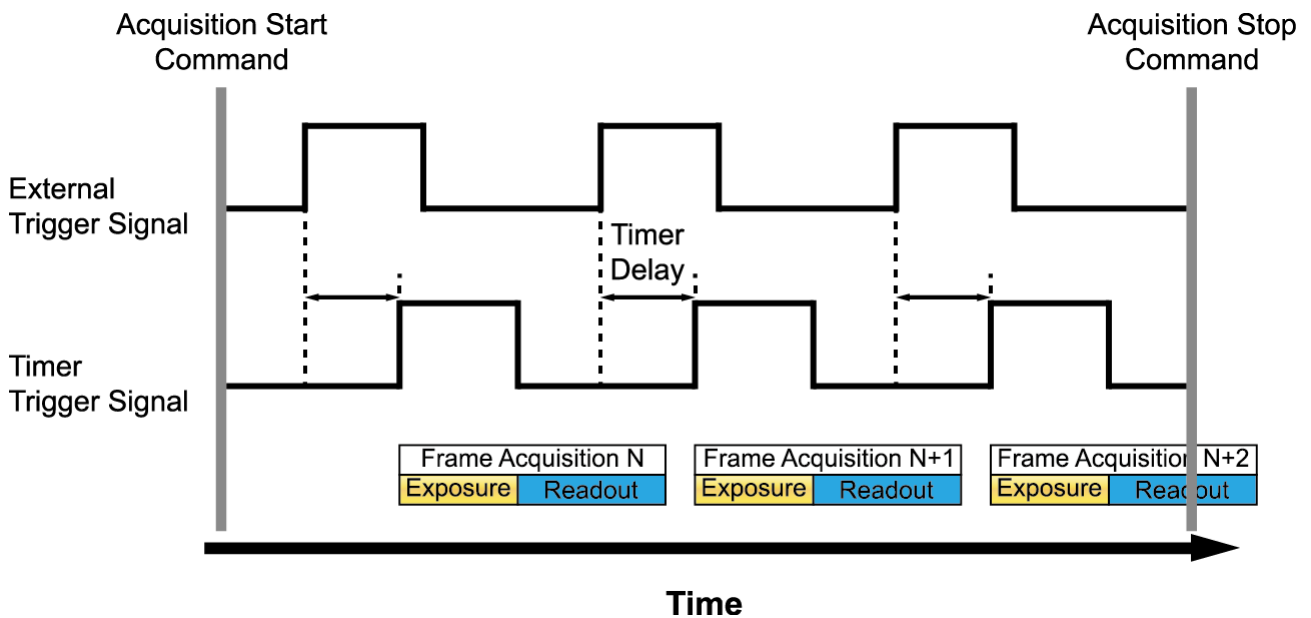 Acquisition Start
Command
Acquisition Stop
Command
External
Trigger Signal
Timer
Delay
Timer
Trigger Signal
Frame Acquisition N
Frame Acquisition N+1
Frame Acquisition N+2
Exposure
Readout
Exposure
Readout
Exposure
Readout
Time